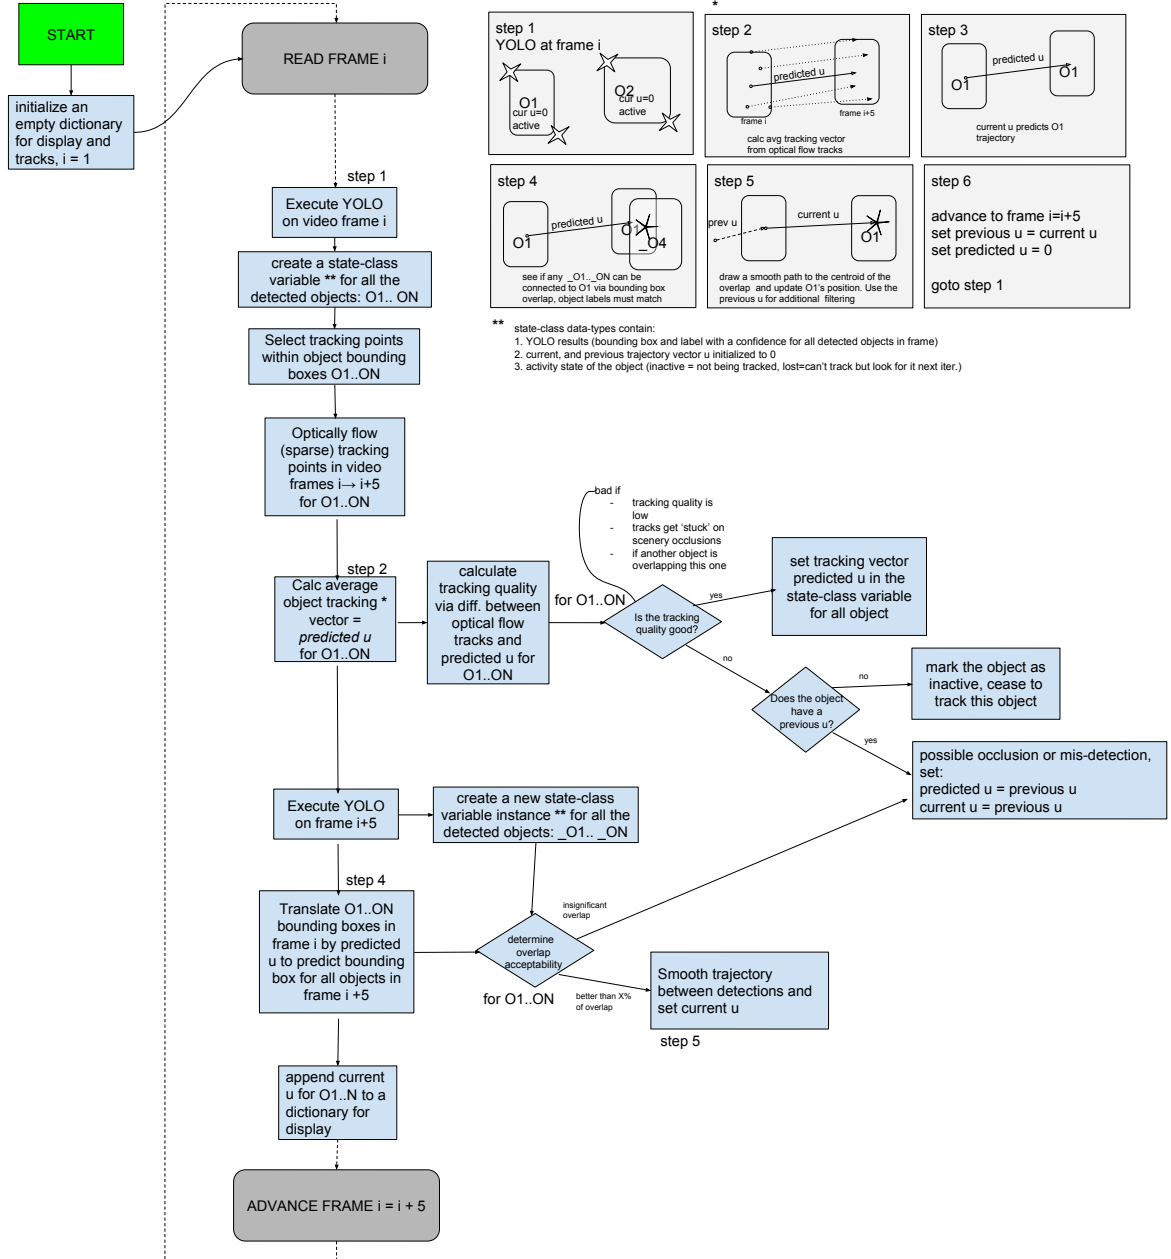 START
initialize an
empty dictionary
for display and
tracks, i = 1
READ FRAME i
step 1
Execute YOLO
on video frame i
create a state-class
variable ** for all the
detected objects: O1.. ON
Select tracking points
within object bounding
boxes O1..ON
Optically flow
(sparse) tracking
points in video
frames i→ i+5
for O1..ON
step 2
Calc average
object tracking *
vector =
predicted u
for O1..ON
calculate
tracking quality
via diff. between
optical flow
tracks and
predicted u for
O1..ON
for O1..ON
bad if
- tracking quality is
low
- tracks get 'stuck' on
scenery occlusions
- if another object is
overlapping this one
Is the tracking
quality good?
yes
set tracking vector
predicted u in the
state-class variable
for all object
no
Does the object
have a
previous u?
no
mark the object as
inactive, cease to
track this object
yes
possible occlusion or mis-detection,
set:
predicted u = previous u
current u = previous u
Execute YOLO
on frame i+5
create a new state-class
variable instance ** for all the
detected objects: _O1.. _ON
step 4
Translate O1..ON
bounding boxes in
frame i by predicted
u to predict bounding
box for all objects in
frame i +5
determine
overlap
acceptability
for O1..ON
insignificant
overlap
better than X%
of overlap
Smooth trajectory
between detections and
set current u
step 5
append current
u for O1..N to a
dictionary for
display
ADVANCE FRAME i = i + 5
step 1
YOLO at frame i
O1
cur u=0
active
O2
cur u=0
active
*
step 2
predicted u
frame i
frame i+5
calc avg tracking vector
from optical flow tracks
step 3
predicted u
O1
O1
current u predicts O1
trajectory
step 4
predicted u
O1
O1
_O4
see if any _O1.._ON can be
connected to O1 via bounding box
overlap, object labels must match
step 5
prev u
current u
O1
draw a smooth path to the centroid of the
overlap and update O1's position. Use the
previous u for additional filtering
step 6
advance to frame i=i+5
set previous u = current u
set predicted u = 0
goto step 1
** state-class data-types contain:
1. YOLO results (bounding box and label with a confidence for all detected objects in frame)
2. current, and previous trajectory vector u initialized to 0
3. activity state of the object (inactive = not being tracked, lost=can't track but look for it next iter.)